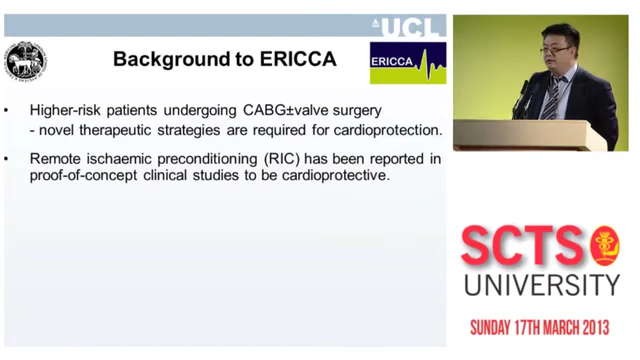 UCL
Background to ERICCA
ERICCA
• Higher-risk patients undergoing CABG±valve surgery
- novel therapeutic strategies are required for cardioprotection.
• Remote ischaemic preconditioning (RIC) has been reported in
proof-of-concept clinical studies to be cardioprotective.
SCTS
UNIVERSITY
SUNDAY 17TH MARCH 2013